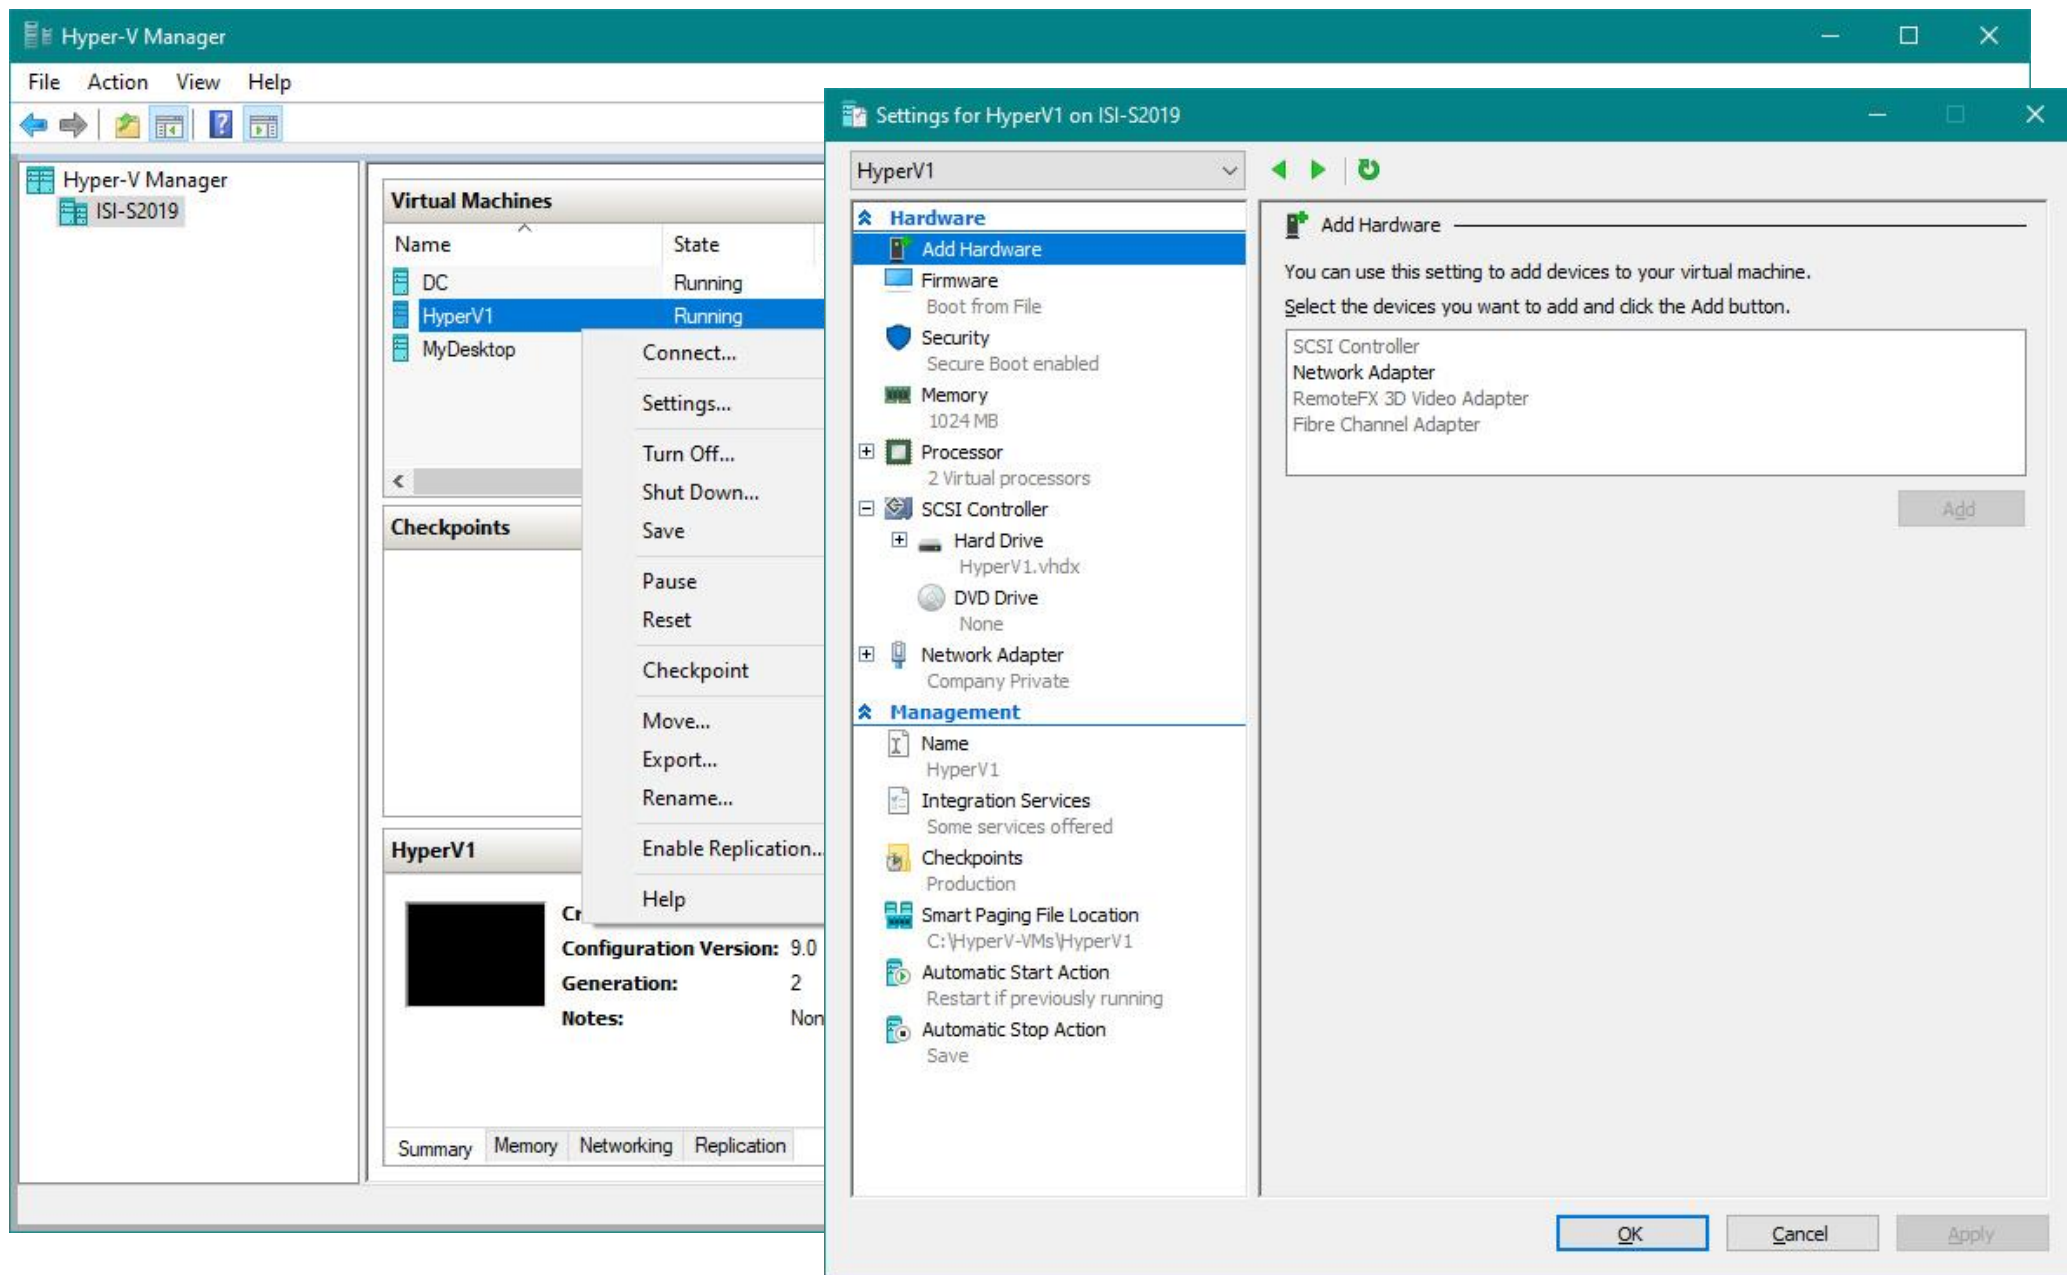 Hyper-V Manager
File Action View Help
Hyper-V Manager
ISI-S2019
Virtual Machines
Name State
DC Running
HyperV1 Running
MyDesktop
Connect...
Settings...
Turn Off...
Shut Down...
Save
Pause
Reset
Checkpoint
Move...
Export...
Rename...
Enable Replication...
Help
Checkpoints
HyperV1
Configuration Version: 9.0
Generation: 2
Notes:
Summary Memory Networking Replication
Settings for HyperV1 on ISI-S2019
HyperV1
Hardware
Add Hardware
Firmware
Boot from File
Security
Secure Boot enabled
Memory
1024 MB
Processor
2 Virtual processors
SCSI Controller
Hard Drive
HyperV1.vhdx
DVD Drive
None
Network Adapter
Company Private
Management
Name
HyperV1
Integration Services
Some services offered
Checkpoints
Production
Smart Paging File Location
C:\HyperV-VMs\HyperV1
Automatic Start Action
Restart if previously running
Automatic Stop Action
Save
Add Hardware
You can use this setting to add devices to your virtual machine.
Select the devices you want to add and click the Add button.
SCSI Controller
Network Adapter
RemoteFX 3D Video Adapter
Fibre Channel Adapter
Add
OK Cancel Apply